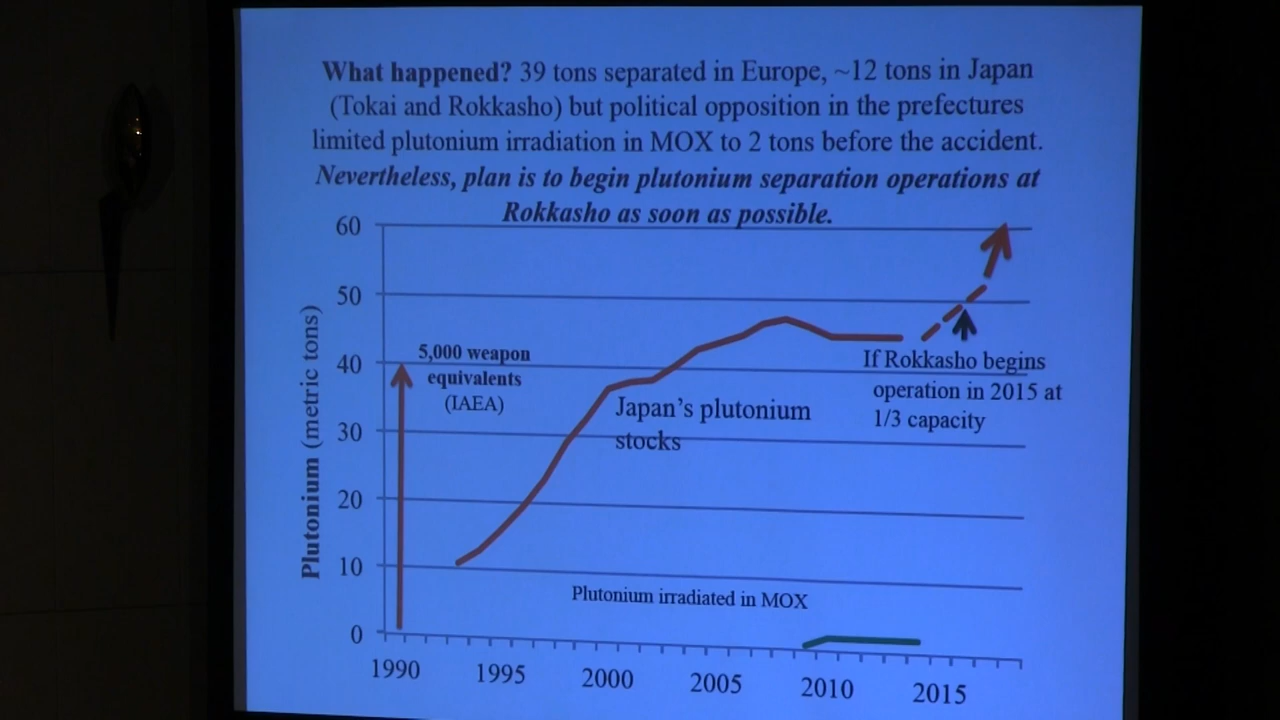 What happened? 39 tons separated in Europe, ~12 tons in Japan
(Tokai and Rokkasho) but political opposition in the prefectures
limited plutonium irradiation in MOX to 2 tons before the accident.
Nevertheless, plan is to begin plutonium separation operations at
Rokkasho as soon as possible.
60
50
40
30
20
10
0
Plutonium (metric tons)
5,000 weapon
equivalents
(IAEA)
Japan's plutonium
stocks
If Rokkasho begins
operation in 2015 at
1/3 capacity
Plutonium irradiated in MOX
1990 1995 2000 2005 2010 2015